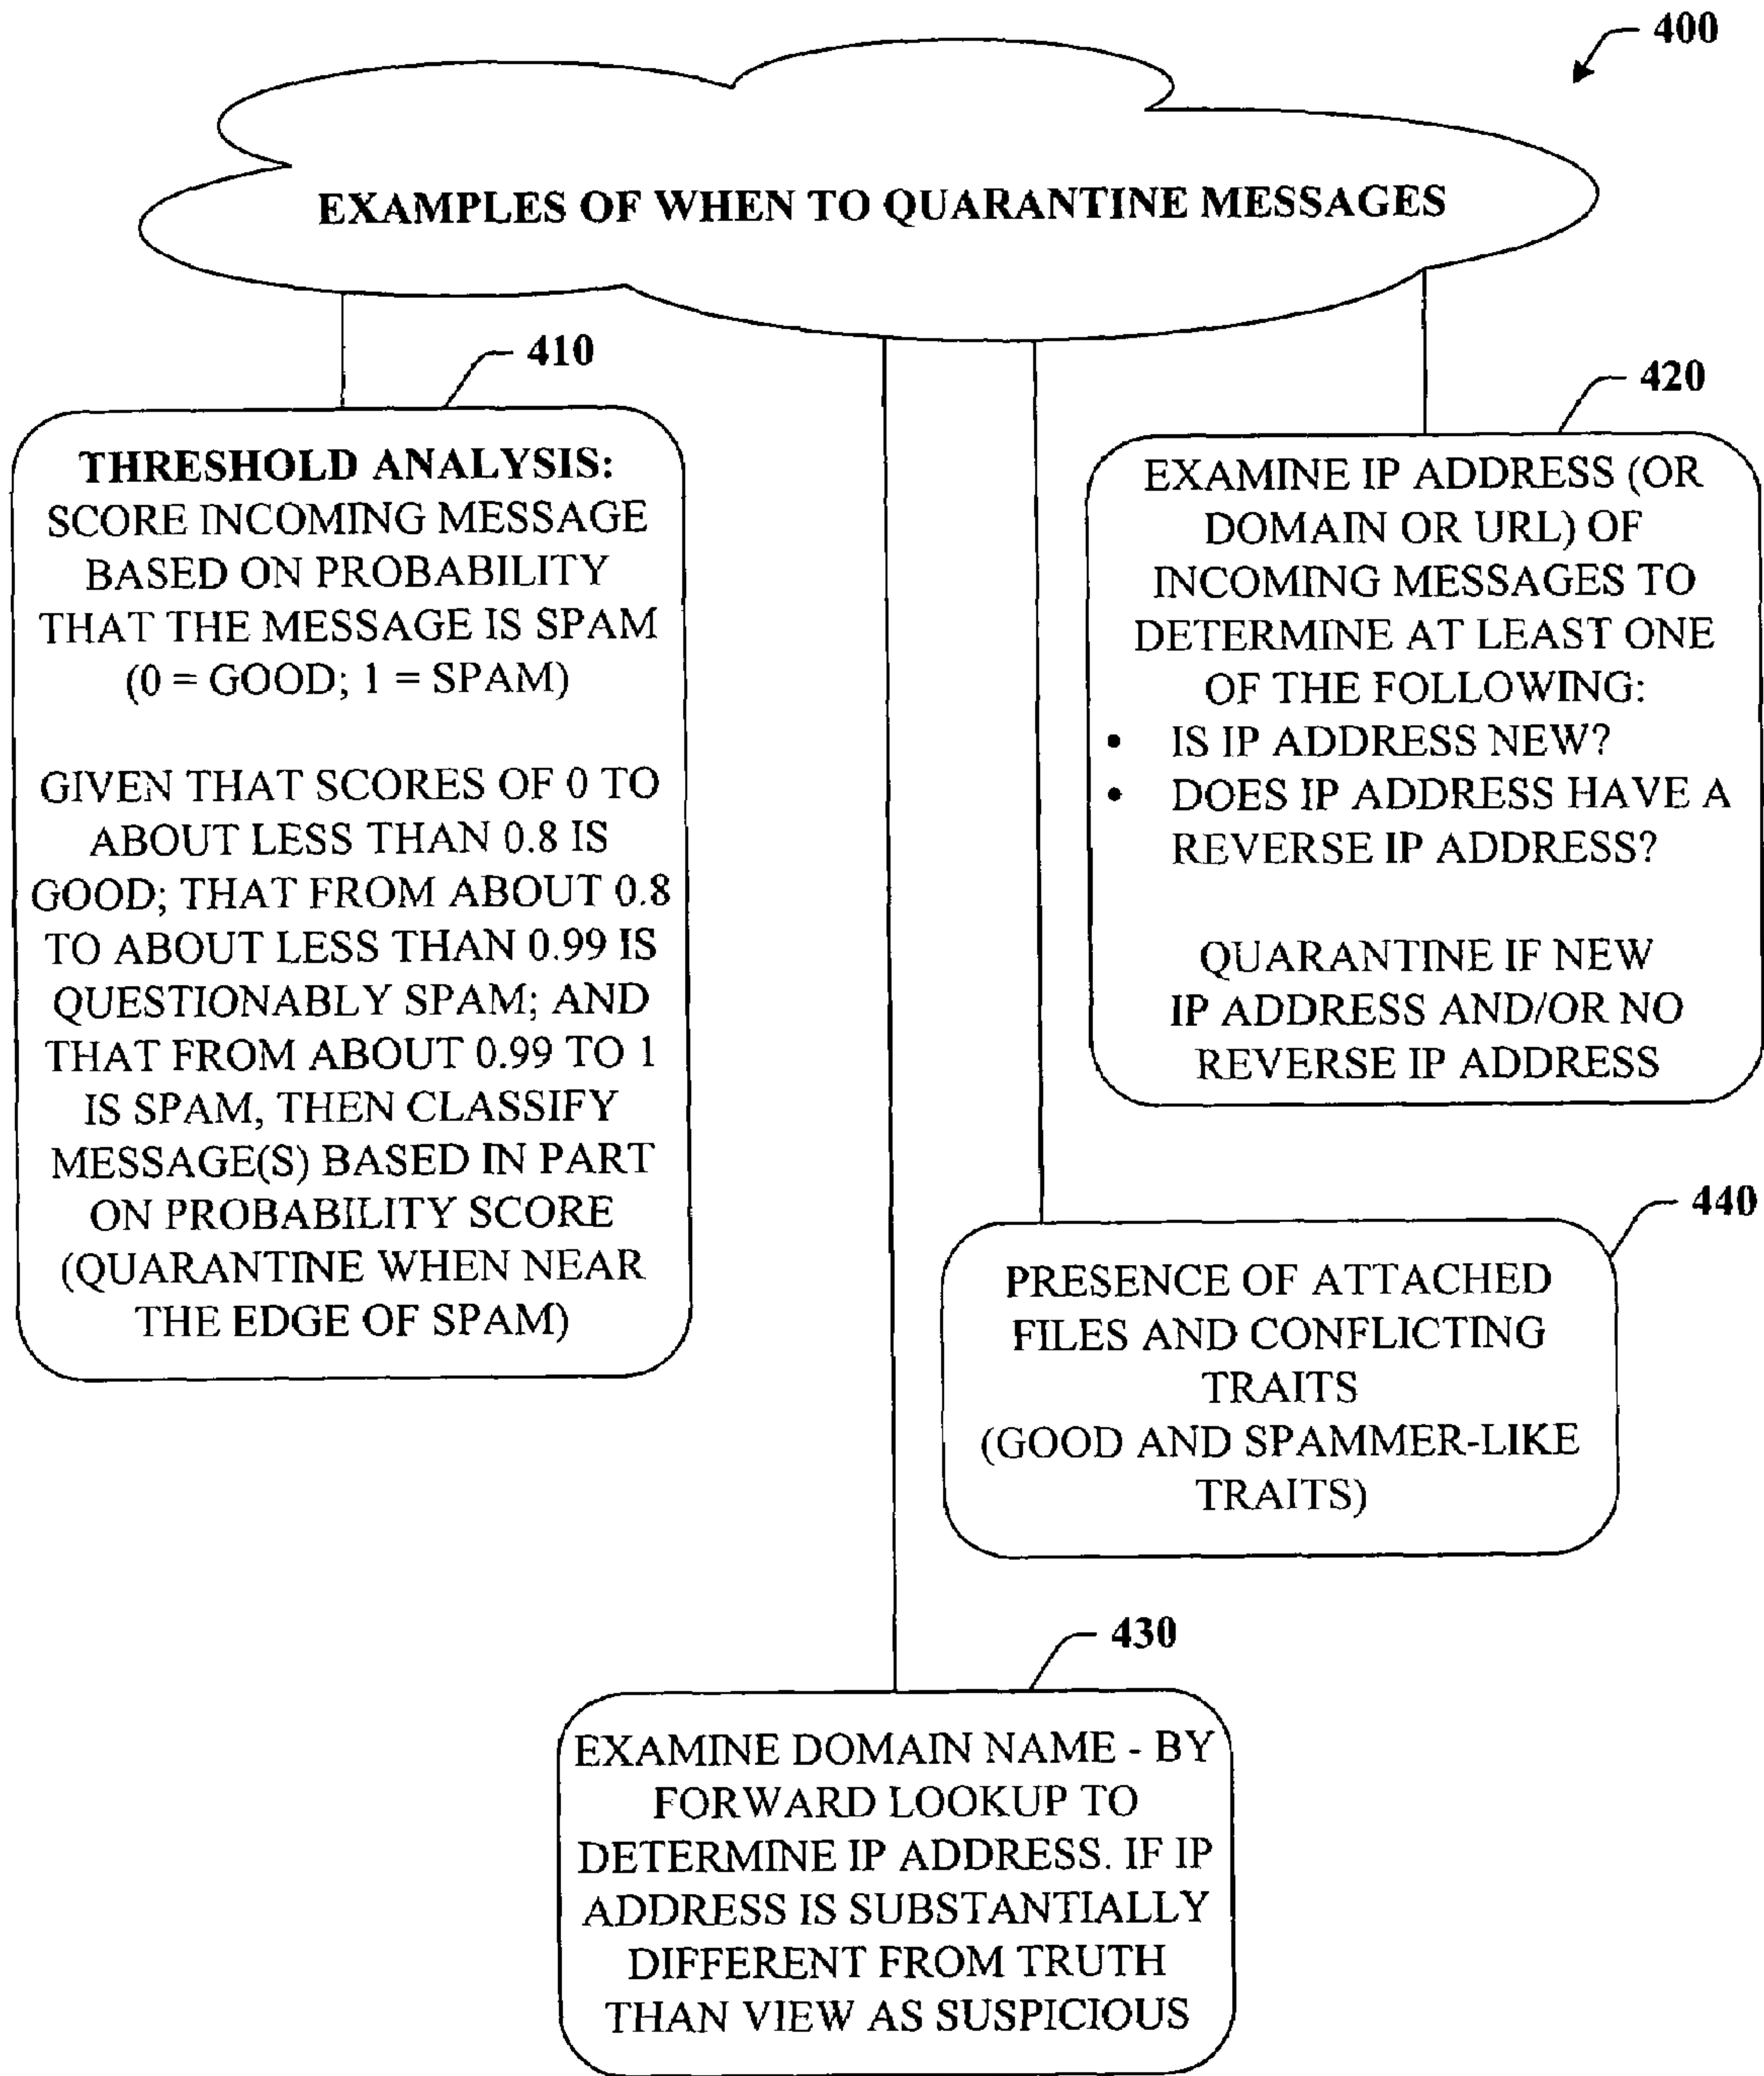 400
EXAMPLES OF WHEN TO QUARANTINE MESSAGES
410
THRESHOLD ANALYSIS:
SCORE INCOMING MESSAGE
BASED ON PROBABILITY
THAT THE MESSAGE IS SPAM
(0 = GOOD; 1 = SPAM)
GIVEN THAT SCORES OF 0 TO
ABOUT LESS THAN 0.8 IS
GOOD; THAT FROM ABOUT 0.8
TO ABOUT LESS THAN 0.99 IS
QUESTIONABLY SPAM; AND
THAT FROM ABOUT 0.99 TO 1
IS SPAM, THEN CLASSIFY
MESSAGE(S) BASED IN PART
ON PROBABILITY SCORE
(QUARANTINE WHEN NEAR
THE EDGE OF SPAM)
420
EXAMINE IP ADDRESS (OR
DOMAIN OR URL) OF
INCOMING MESSAGES TO
DETERMINE AT LEAST ONE
OF THE FOLLOWING:
• IS IP ADDRESS NEW?
• DOES IP ADDRESS HAVE A
REVERSE IP ADDRESS?
QUARANTINE IF NEW
IP ADDRESS AND/OR NO
REVERSE IP ADDRESS
440
PRESENCE OF ATTACHED
FILES AND CONFLICTING
TRAITS
(GOOD AND SPAMMER-LIKE
TRAITS)
430
EXAMINE DOMAIN NAME - BY
FORWARD LOOKUP TO
DETERMINE IP ADDRESS. IF IP
ADDRESS IS SUBSTANTIALLY
DIFFERENT FROM TRUTH
THAN VIEW AS SUSPICIOUS